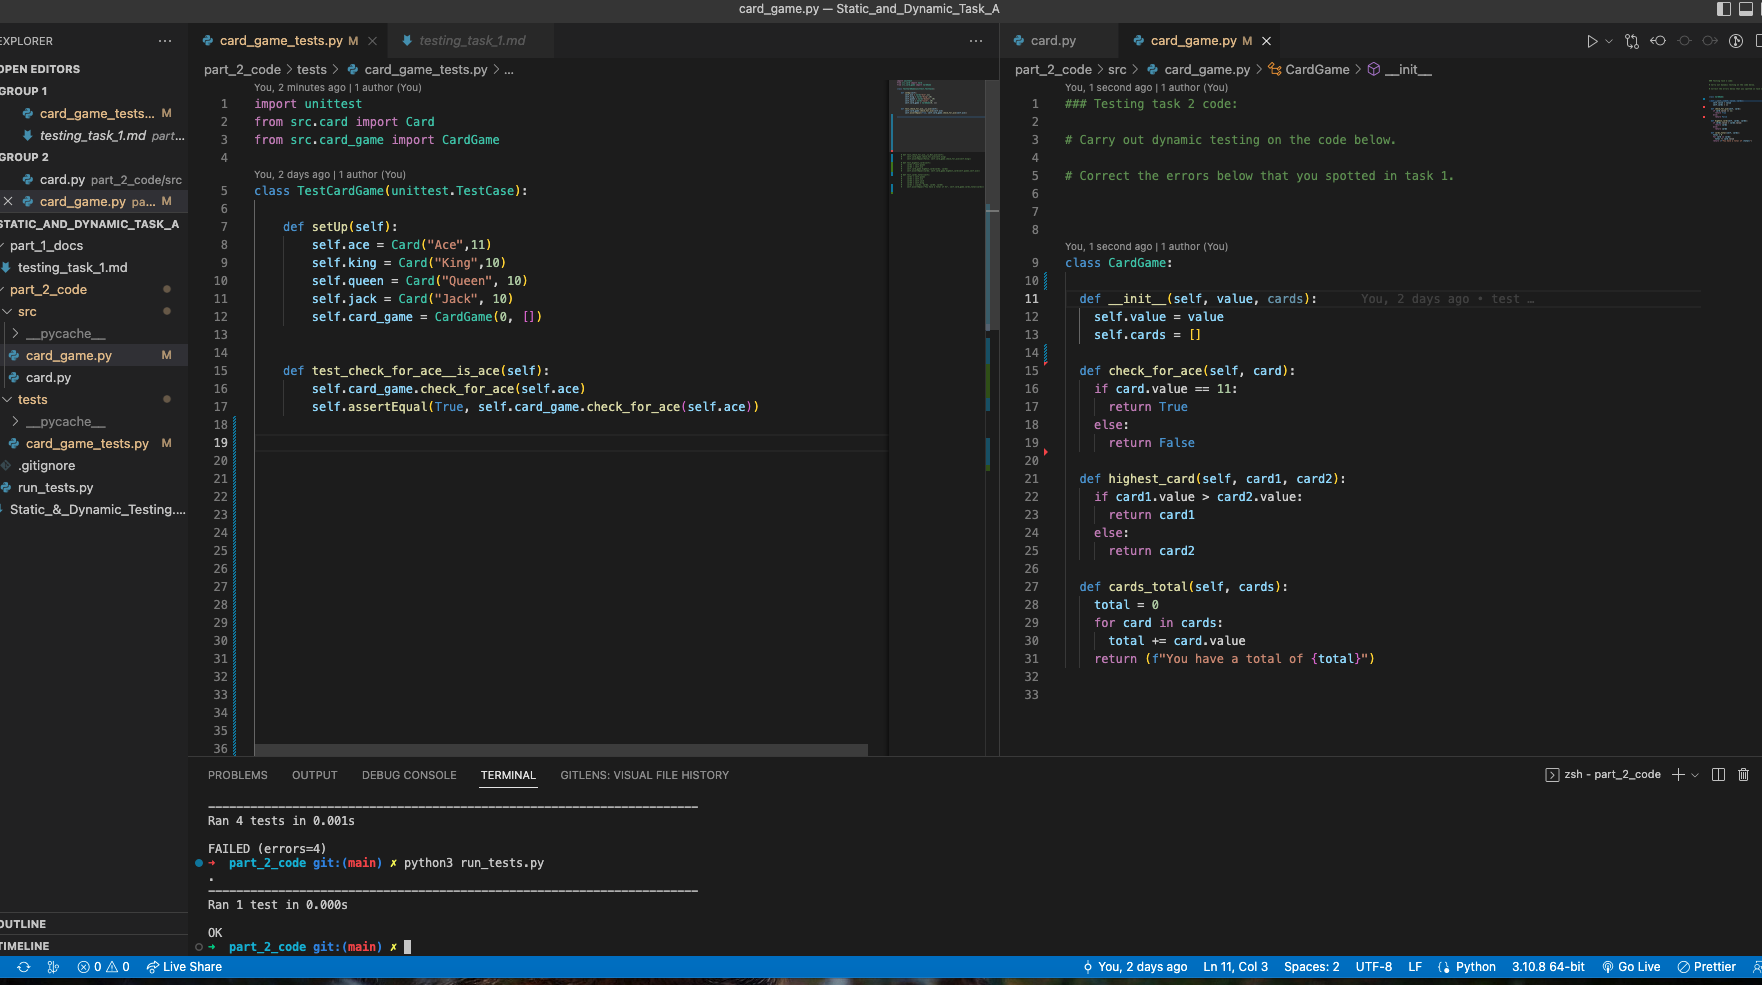 card_game.py — Static_and_Dynamic_Task_A
EXPLORER
OPEN EDITORS
GROUP 1
card_game_tests... M
testing_task_1.md part...
GROUP 2
card.py part_2_code/src
card_game.py pa... M
STATIC_AND_DYNAMIC_TASK_A
part_1_docs
testing_task_1.md
part_2_code
src
__pycache__
card_game.py M
card.py
tests
__pycache__
card_game_tests.py M
.gitignore
run_tests.py
Static_&_Dynamic_Testing....
OUTLINE
TIMELINE
card_game_tests.py M
testing_task_1.md
part_2_code > tests > card_game_tests.py > ...
You, 2 minutes ago | 1 author (You)
1 import unittest
2 from src.card import Card
3 from src.card_game import CardGame
4
You, 2 days ago | 1 author (You)
5 class TestCardGame(unittest.TestCase):
6
7 def setUp(self):
8 self.ace = Card("Ace",11)
9 self.king = Card("King",10)
10 self.queen = Card("Queen", 10)
11 self.jack = Card("Jack", 10)
12 self.card_game = CardGame(0, [])
13
14
15 def test_check_for_ace__is_ace(self):
16 self.card_game.check_for_ace(self.ace)
17 self.assertEqual(True, self.card_game.check_for_ace(self.ace))
18
19
20
21
22
23
24
25
26
27
28
29
30
31
32
33
34
35
36
card.py
card_game.py M
part_2_code > src > card_game.py > CardGame > __init__
You, 1 second ago | 1 author (You)
1 ### Testing task 2 code:
2
3 # Carry out dynamic testing on the code below.
4
5 # Correct the errors below that you spotted in task 1.
6
7
8
You, 1 second ago | 1 author (You)
9 class CardGame:
10
11 def __init__(self, value, cards): You, 2 days ago • test …
12 self.value = value
13 self.cards = []
14
15 def check_for_ace(self, card):
16 if card.value == 11:
17 return True
18 else:
19 return False
20
21 def highest_card(self, card1, card2):
22 if card1.value > card2.value:
23 return card1
24 else:
25 return card2
26
27 def cards_total(self, cards):
28 total = 0
29 for card in cards:
30 total += card.value
31 return (f"You have a total of {total}")
32
33
PROBLEMS OUTPUT DEBUG CONSOLE TERMINAL GITLENS: VISUAL FILE HISTORY
zsh - part_2_code
----------------------------------------------------------------------
Ran 4 tests in 0.001s
FAILED (errors=4)
➜ part_2_code git:(main) ✗ python3 run_tests.py
.
----------------------------------------------------------------------
Ran 1 test in 0.000s
OK
➜ part_2_code git:(main) ✗
0 0 Live Share
You, 2 days ago Ln 11, Col 3 Spaces: 2 UTF-8 LF Python 3.10.8 64-bit Go Live Prettier